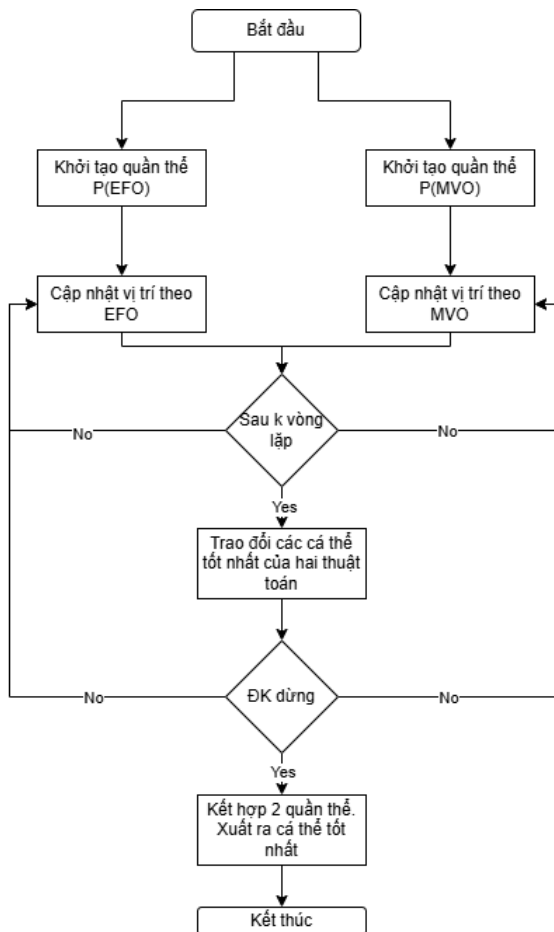 Bắt đầu
Khởi tạo quần thể
P(EFO)
Khởi tạo quần thể
P(MVO)
Cập nhật vị trí theo
EFO
Cập nhật vị trí theo
MVO
Sau k vòng
lặp
No
No
Yes
Trao đổi các cá thể
tốt nhất của hai thuật
toán
ĐK dừng
No
No
Yes
Kết hợp 2 quần thể.
Xuất ra cá thể tốt
nhất
Kết thúc